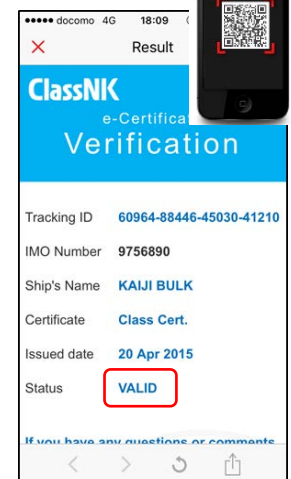 ●●●●● docomo 4G 18:09
Result
ClassNK
e-Certifica
Verification
Tracking ID 60964-88446-45030-41210
IMO Number 9756890
Ship's Name KAIJI BULK
Certificate Class Cert.
Issued date 20 Apr 2015
Status VALID
If you have any questions or comments